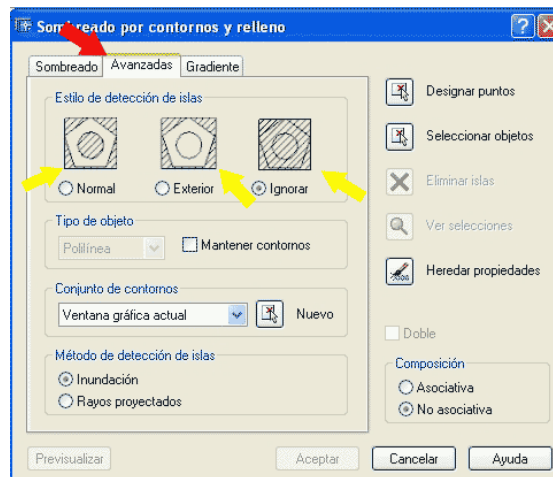 Sombreado por contornos y relleno
Sombreado Avanzadas Gradiente
Estilo de detección de islas
Normal Exterior Ignorar
Tipo de objeto
Polilínea Mantener contornos
Conjunto de contornos
Ventana gráfica actual Nuevo
Método de detección de islas
Inundación
Rayos proyectados
Designar puntos
Seleccionar objetos
Eliminar islas
Ver selecciones
Heredar propiedades
Doble
Composición
Asociativa
No asociativa
Previsualizar Aceptar Cancelar Ayuda